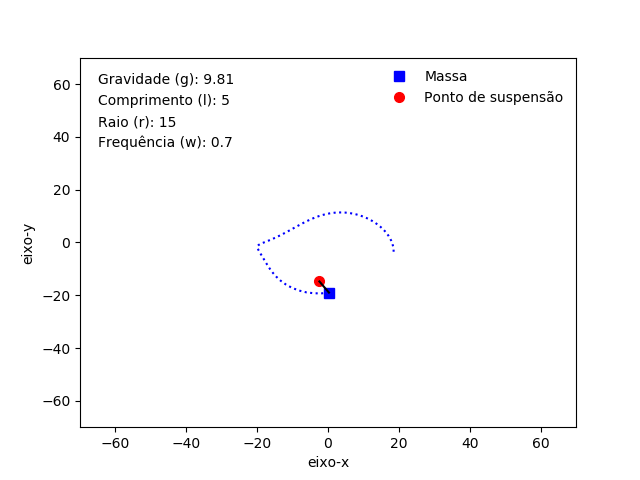 Gravidade (g): 9.81
Comprimento (l): 5
Raio (r): 15
Frequência (w): 0.7
Massa
Ponto de suspensão
60
40
20
0
−20
−40
−60
eixo-y
−60 −40 −20 0 20 40 60
eixo-x